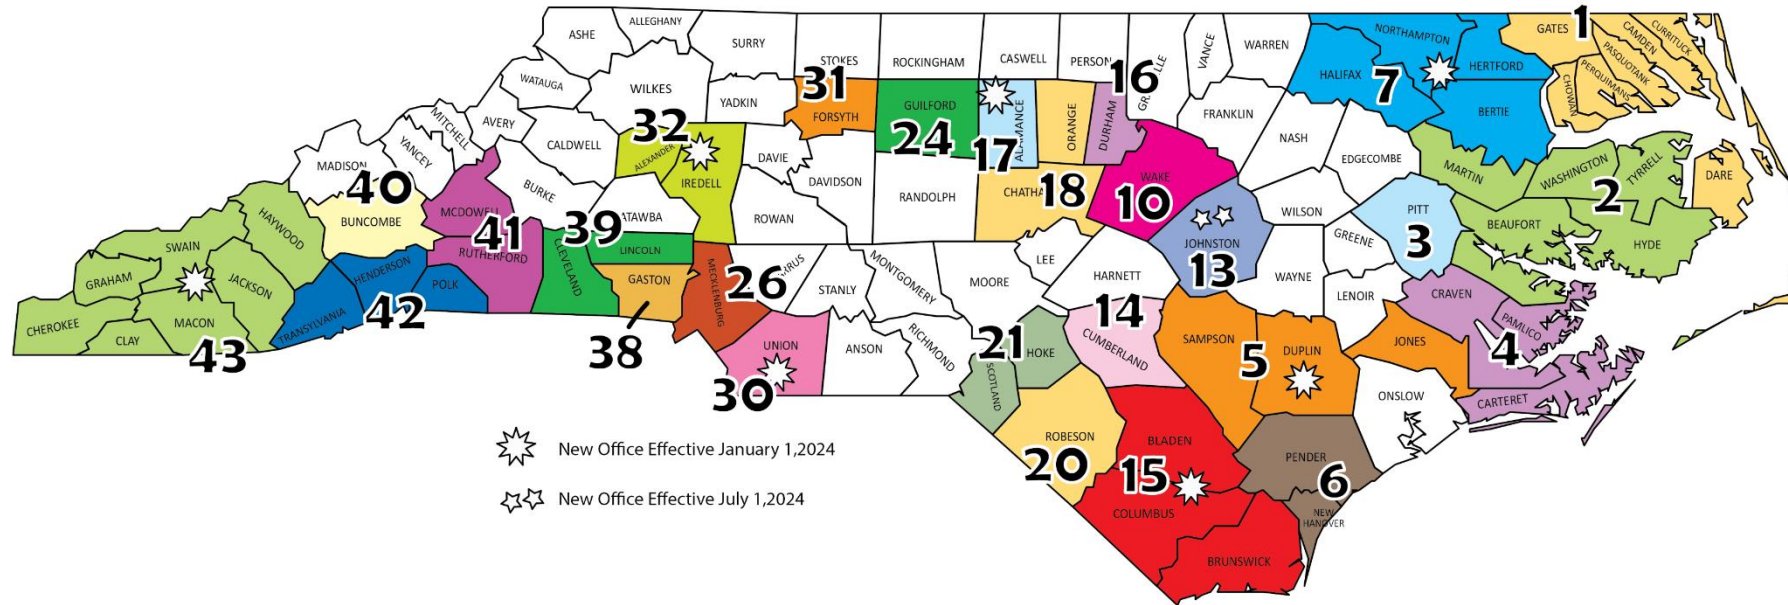 ASHE
ALLEGHANY
SURRY
STOKES
ROCKINGHAM
CASWELL
PERSON
VANCE
WARREN
NORTHAMPTON
GATES
1
CAMDEN
CURRITUCK
PASQUOTANK
PERQUIMANS
CHOWAN
HERTFORD
HALIFAX
7
BERTIE
WATAUGA
WILKES
YADKIN
31
FORSYTH
GUILFORD
24
ALAMANCE
17
ORANGE
DURHAM
16
FRANKLIN
NASH
EDGECOMBE
MARTIN
WASHINGTON
TYRRELL
DARE
2
MITCHELL
AVERY
YANCEY
MADISON
CALDWELL
32
ALEXANDER
IREDELL
DAVIE
DAVIDSON
RANDOLPH
CHATHA
18
WAKE
10
WILSON
PITT
3
BEAUFORT
HYDE
40
BUNCOMBE
MCDOWELL
BURKE
41
RUTHERFORD
39
ATAWBA
LINCOLN
CLEVELAND
GASTON
38
ROWAN
HAYWOOD
SWAIN
GRAHAM
JACKSON
CHEROKEE
MACON
CLAY
43
TRANSYLVANIA
HENDERSON
42
POLK
MECKLENBURG
26
RRUS
STANLY
MONTGOMERY
MOORE
LEE
HARNETT
JOHNSTON
13
WAYNE
GREENE
LENOIR
CRAVEN
PAMLICO
4
CARTERET
JONES
UNION
30
ANSON
RICHMOND
21
HOKE
SCOTLAND
14
CUMBERLAND
SAMPSON
5
DUPLIN
ONSLOW
ROBESON
20
BLADEN
15
COLUMBUS
BRUNSWICK
PENDER
6
NEW
HANOVER
New Office Effective January 1,2024
New Office Effective July 1,2024